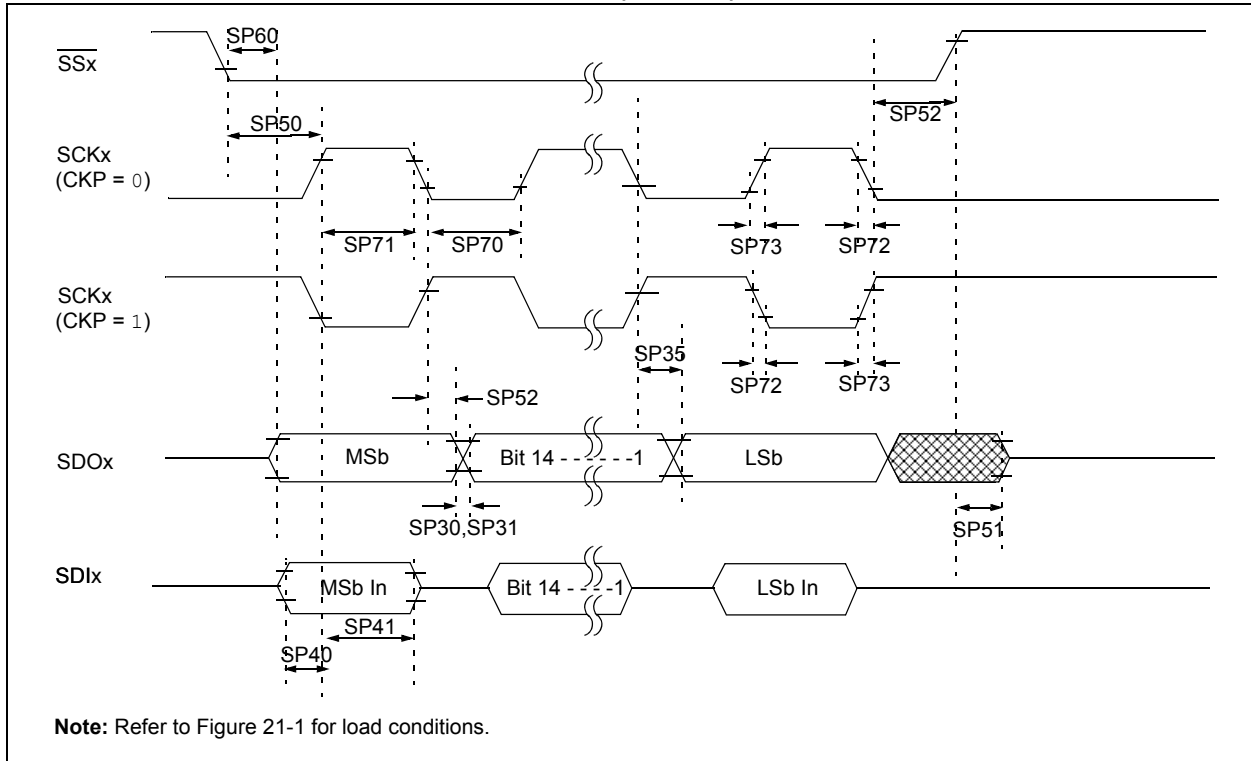 SP60
SSx
SP50
SP52
SCKx
(CKP = 0)
SP71
SP70
SP73
SP72
SCKx
(CKP = 1)
SP35
SP72
SP73
SP52
SDOx
MSb
Bit 14 - - - - - -1
LSb
SP30,SP31
SP51
SDIx
MSb In
Bit 14 - - - -1
LSb In
SP41
SP40
Note: Refer to Figure 21-1 for load conditions.